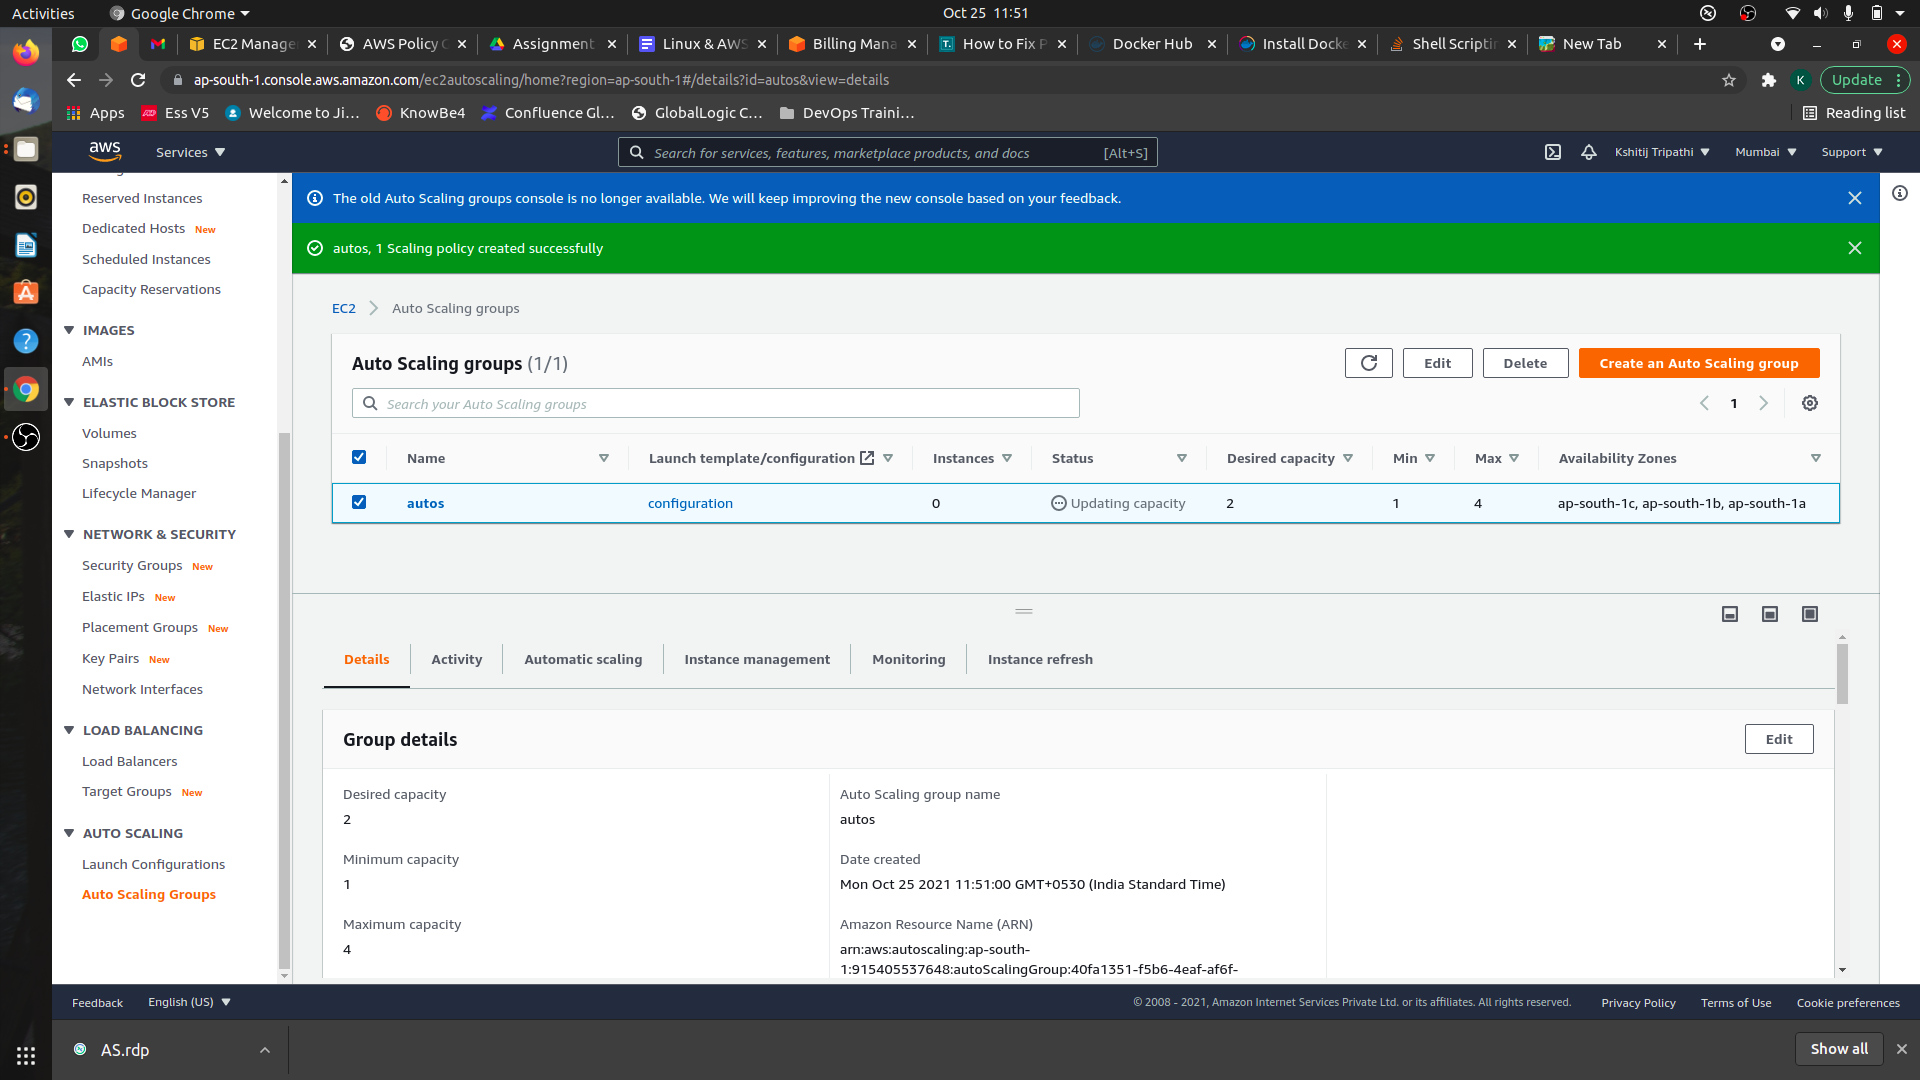 Activities
Google Chrome
Oct 25 11:51
EC2 Manage
AWS Policy
Assignment
Linux & AWS
Billing Mana
How to Fix
Docker Hub
Install Docke
Shell Scripti
New Tab
ap-south-1.console.aws.amazon.com/ec2autoscaling/home?region=ap-south-1#/details?id=autos&view=details
K
Update
Apps
Ess V5
Welcome to Ji...
KnowBe4
Confluence Gl...
GlobalLogic C...
DevOps Traini...
Reading list
aws
Services
Search for services, features, marketplace products, and docs
[Alt+S]
Kshitij Tripathi
Mumbai
Support
Reserved Instances
Dedicated Hosts New
Scheduled Instances
Capacity Reservations
IMAGES
AMIs
ELASTIC BLOCK STORE
Volumes
Snapshots
Lifecycle Manager
NETWORK & SECURITY
Security Groups New
Elastic IPs New
Placement Groups New
Key Pairs New
Network Interfaces
LOAD BALANCING
Load Balancers
Target Groups New
AUTO SCALING
Launch Configurations
Auto Scaling Groups
The old Auto Scaling groups console is no longer available. We will keep improving the new console based on your feedback.
autos, 1 Scaling policy created successfully
EC2
Auto Scaling groups
Auto Scaling groups (1/1)
Edit
Delete
Create an Auto Scaling group
Search your Auto Scaling groups
1
Name
Launch template/configuration
Instances
Status
Desired capacity
Min
Max
Availability Zones
autos
configuration
0
Updating capacity
2
1
4
ap-south-1c, ap-south-1b, ap-south-1a
Details
Activity
Automatic scaling
Instance management
Monitoring
Instance refresh
Group details
Edit
Desired capacity
2
Minimum capacity
1
Maximum capacity
4
Auto Scaling group name
autos
Date created
Mon Oct 25 2021 11:51:00 GMT+0530 (India Standard Time)
Amazon Resource Name (ARN)
arn:aws:autoscaling:ap-south-
1:915405537648:autoScalingGroup:40fa1351-f5b6-4eaf-af6f-
Feedback
English (US)
© 2008 - 2021, Amazon Internet Services Private Ltd. or its affiliates. All rights reserved.
Privacy Policy
Terms of Use
Cookie preferences
AS.rdp
Show all